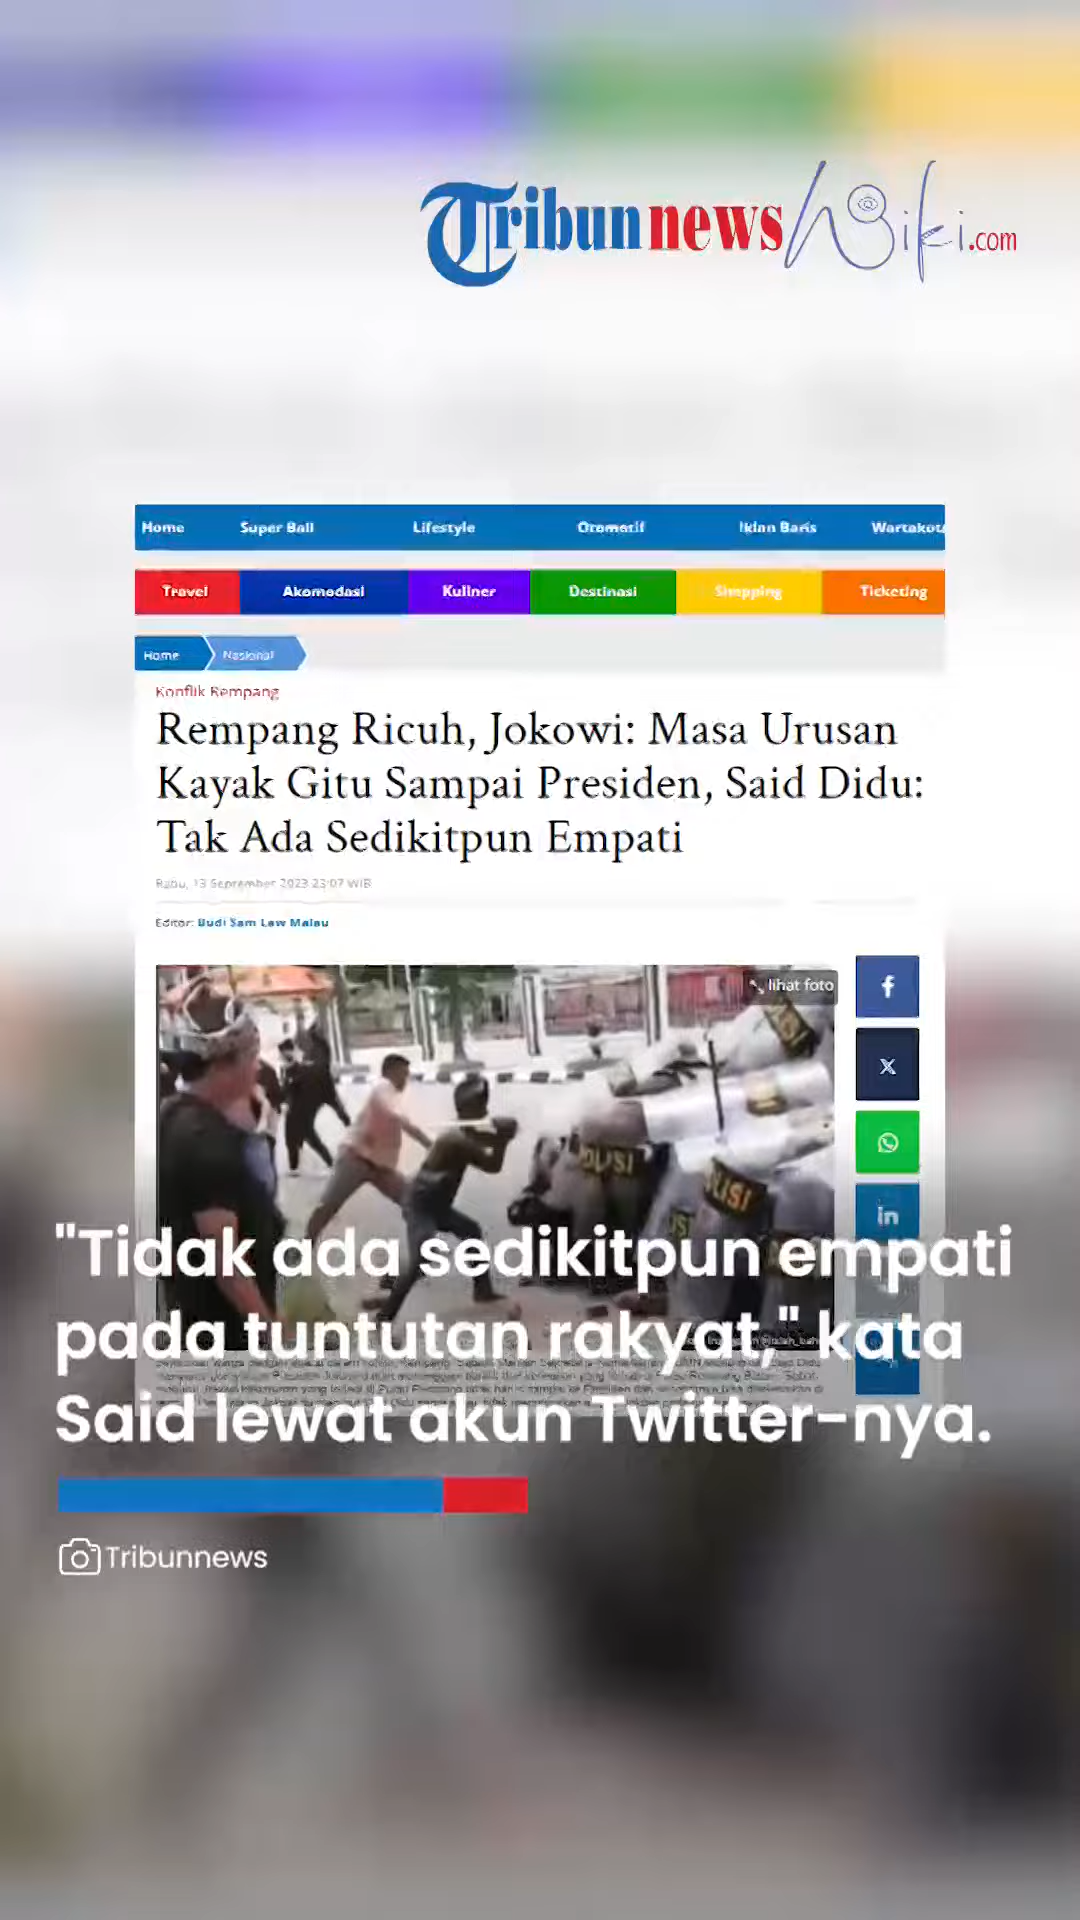 TribunnewsWiki.com
Home Super Ball Lifestyle Otomotif Iklan Baris Wartakota
Travel Akomodasi Kuliner Destinasi Shopping Ticketing
Home Nasional
Konflik Rempang
Rempang Ricuh, Jokowi: Masa Urusan
Kayak Gitu Sampai Presiden, Said Didu:
Tak Ada Sedikitpun Empati
Rabu, 13 September 2023 23:07 WIB
Editor: Budi Sam Law Malau
lihat foto
POLISI
POLISI
"Tidak ada sedikitpun empati
pada tuntutan rakyat," kata
Said lewat akun Twitter-nya.
Tribunnews